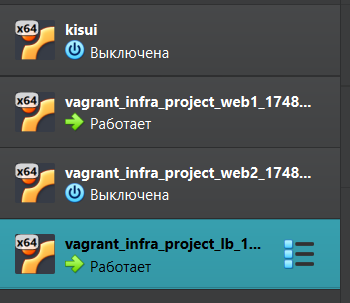 x64
kisui
Выключена
x64
vagrant_infra_project_web1_1748...
Работает
x64
vagrant_infra_project_web2_1748...
Выключена
x64
vagrant_infra_project_lb_1...
Работает